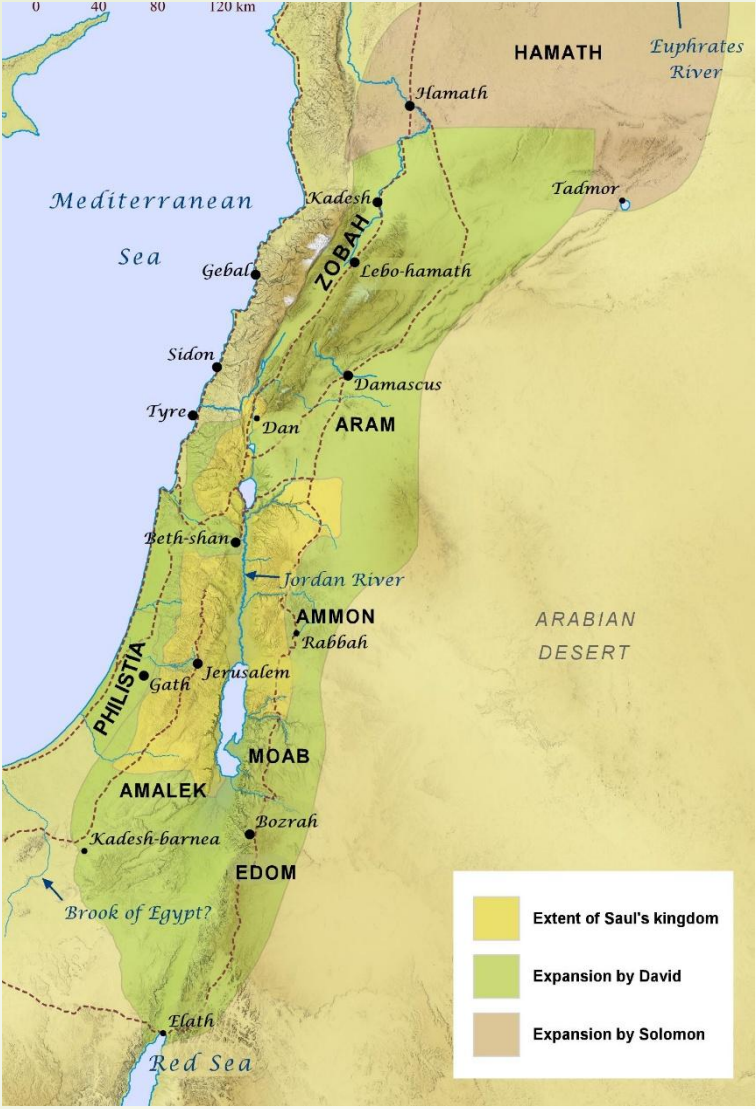 0 40 80 120 km
HAMATH
Euphrates
River
Hamath
Mediterranean
Sea
Kadesh
Tadmor
ZOBAH
Gebal
Lebo-hamath
Sidon
Damascus
Tyre
Dan
ARAM
Beth-shan
Jordan River
AMMON
Rabbah
ARABIAN
DESERT
PHILISTIA
Jerusalem
Gath
MOAB
AMALEK
Bozrah
Kadesh-barnea
EDOM
Brook of Egypt?
Elath
Red Sea
Extent of Saul's kingdom
Expansion by David
Expansion by Solomon